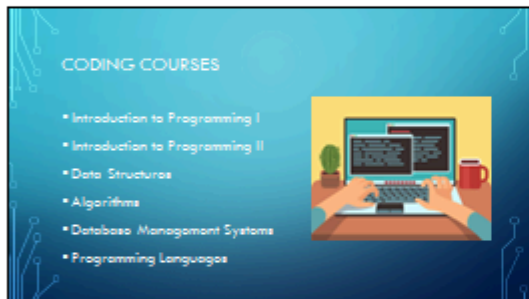 CODING COURSES
▪ Introduction to Programming I
▪ Introduction to Programming II
▪ Data Structures
▪ Algorithms
▪ Database Management Systems
▪ Programming Languages